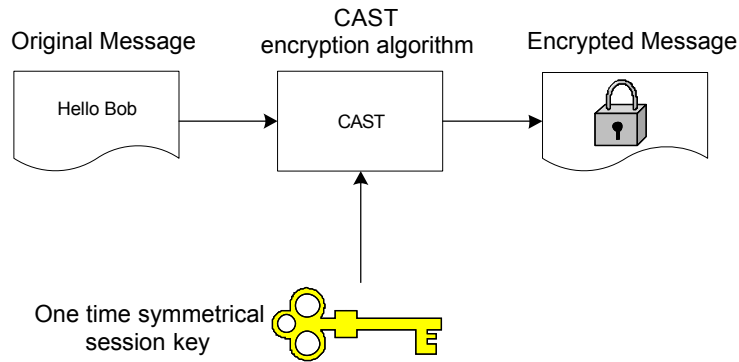 CAST
encryption algorithm
Original Message
Encrypted Message
Hello Bob
CAST
One time symmetrical
session key